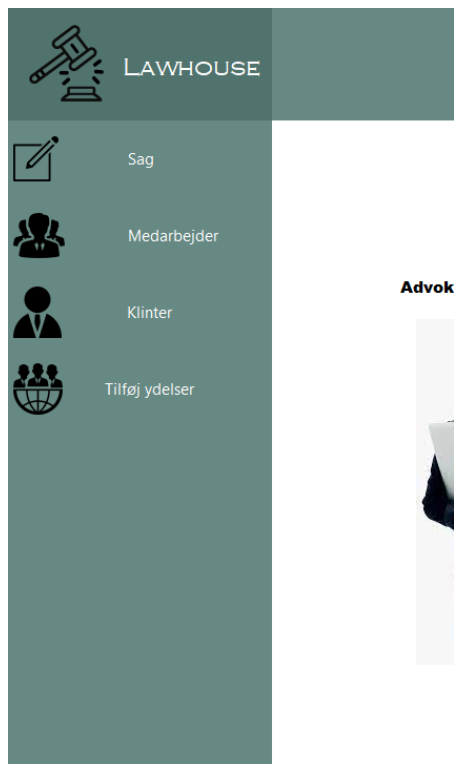 Lawhouse
Sag
Medarbejder
Klinter
Advok
Tilføj ydelser